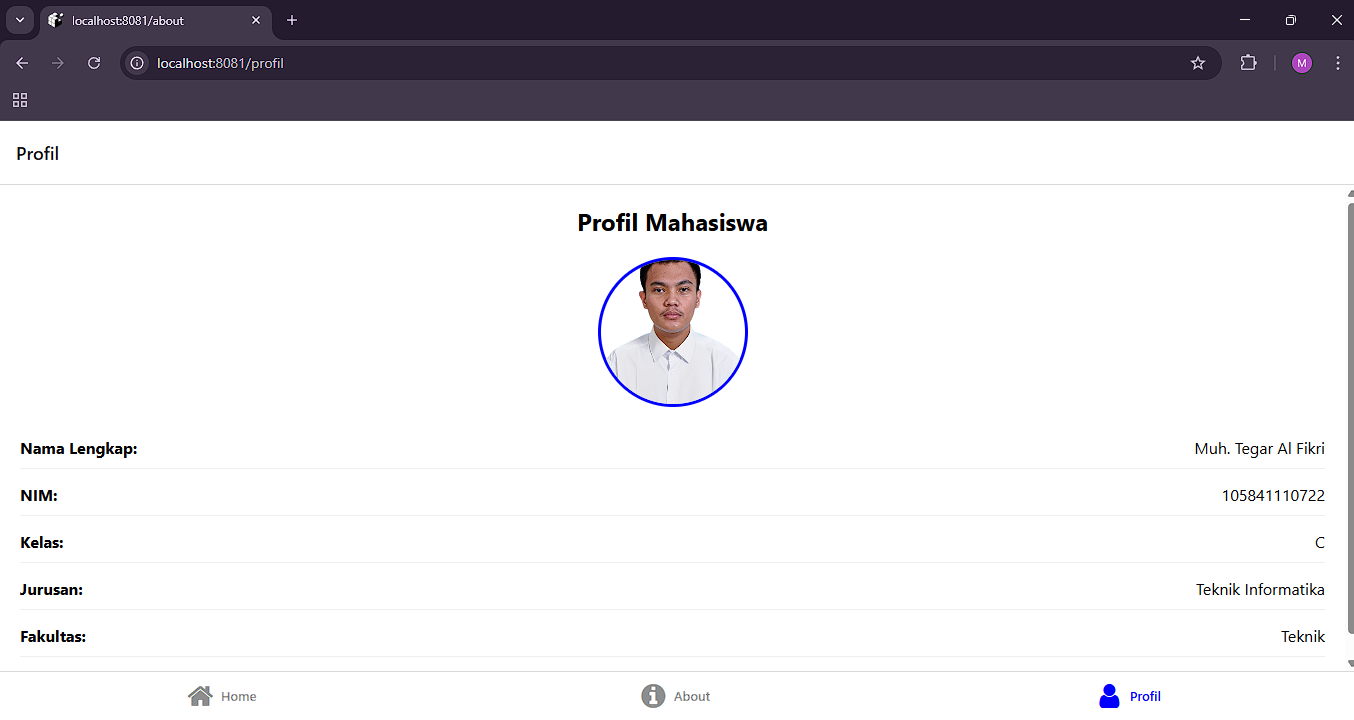 localhost:8081/about
localhost:8081/profil
M
Profil
Profil Mahasiswa
Nama Lengkap: Muh. Tegar Al Fikri
NIM: 105841110722
Kelas: C
Jurusan: Teknik Informatika
Fakultas: Teknik
Home About Profil